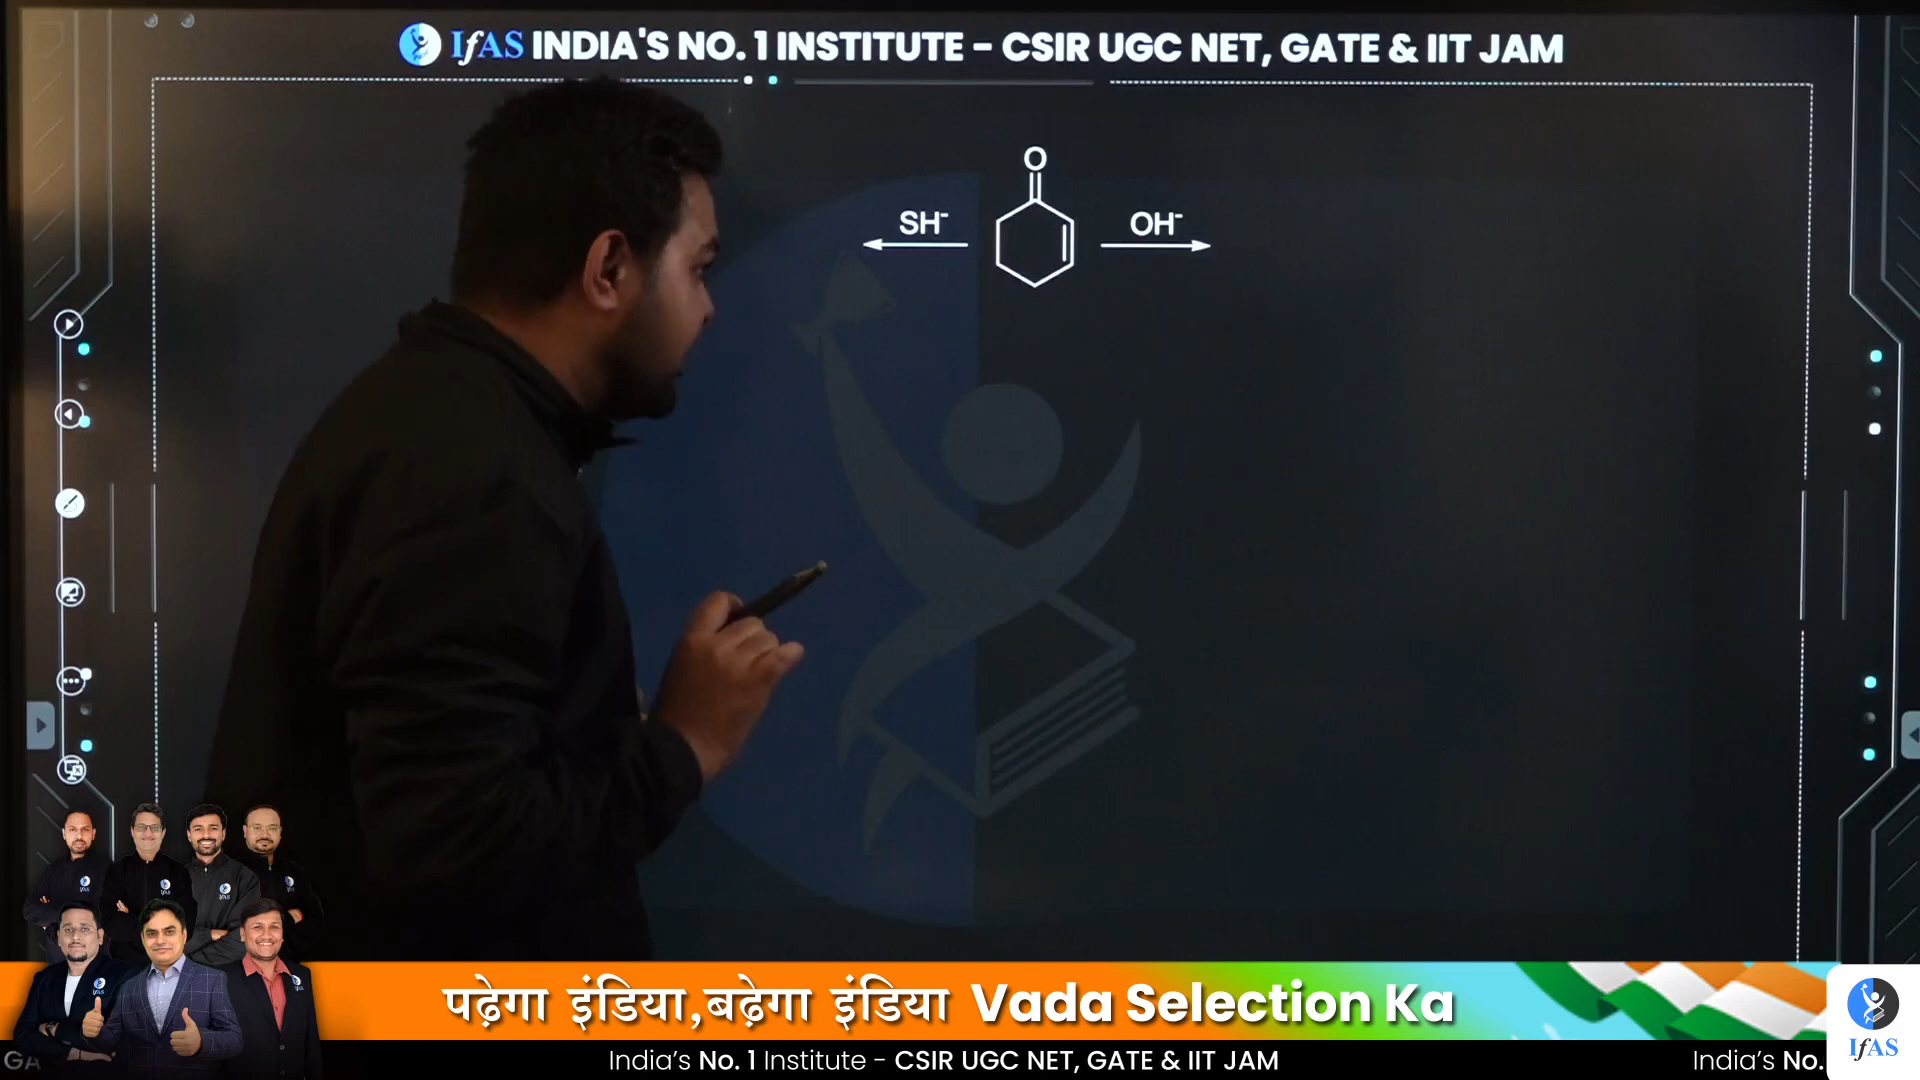 IfAS INDIA'S NO. 1 INSTITUTE - CSIR UGC NET, GATE & IIT JAM
O
SH⁻
OH⁻
पढ़ेगा इंडिया,बढ़ेगा इंडिया Vada Selection Ka
IfAS
GA
India's No. 1 Institute - CSIR UGC NET, GATE & IIT JAM
India's No.